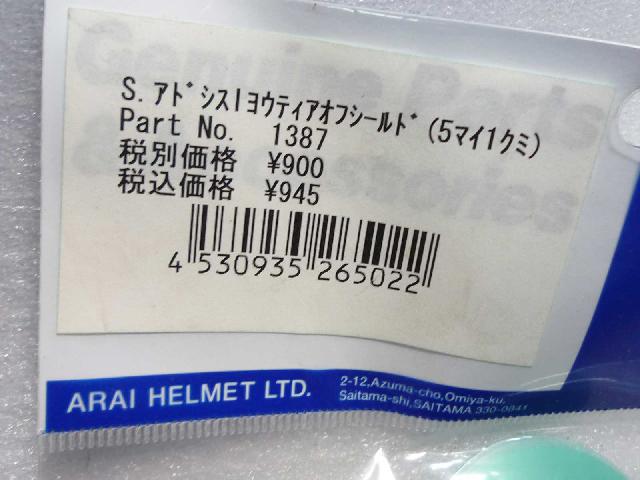 Genuine Parts
S.アドシスIヨウティアオフシールド(5マイ1クミ)
Part No. 1387
税別価格 ¥900
税込価格 ¥945
4 530935 265022
ARAI HELMET LTD.
2-12,Azuma-cho,Omiya-ku.
Saitama-shi,SAITAMA 330-0841